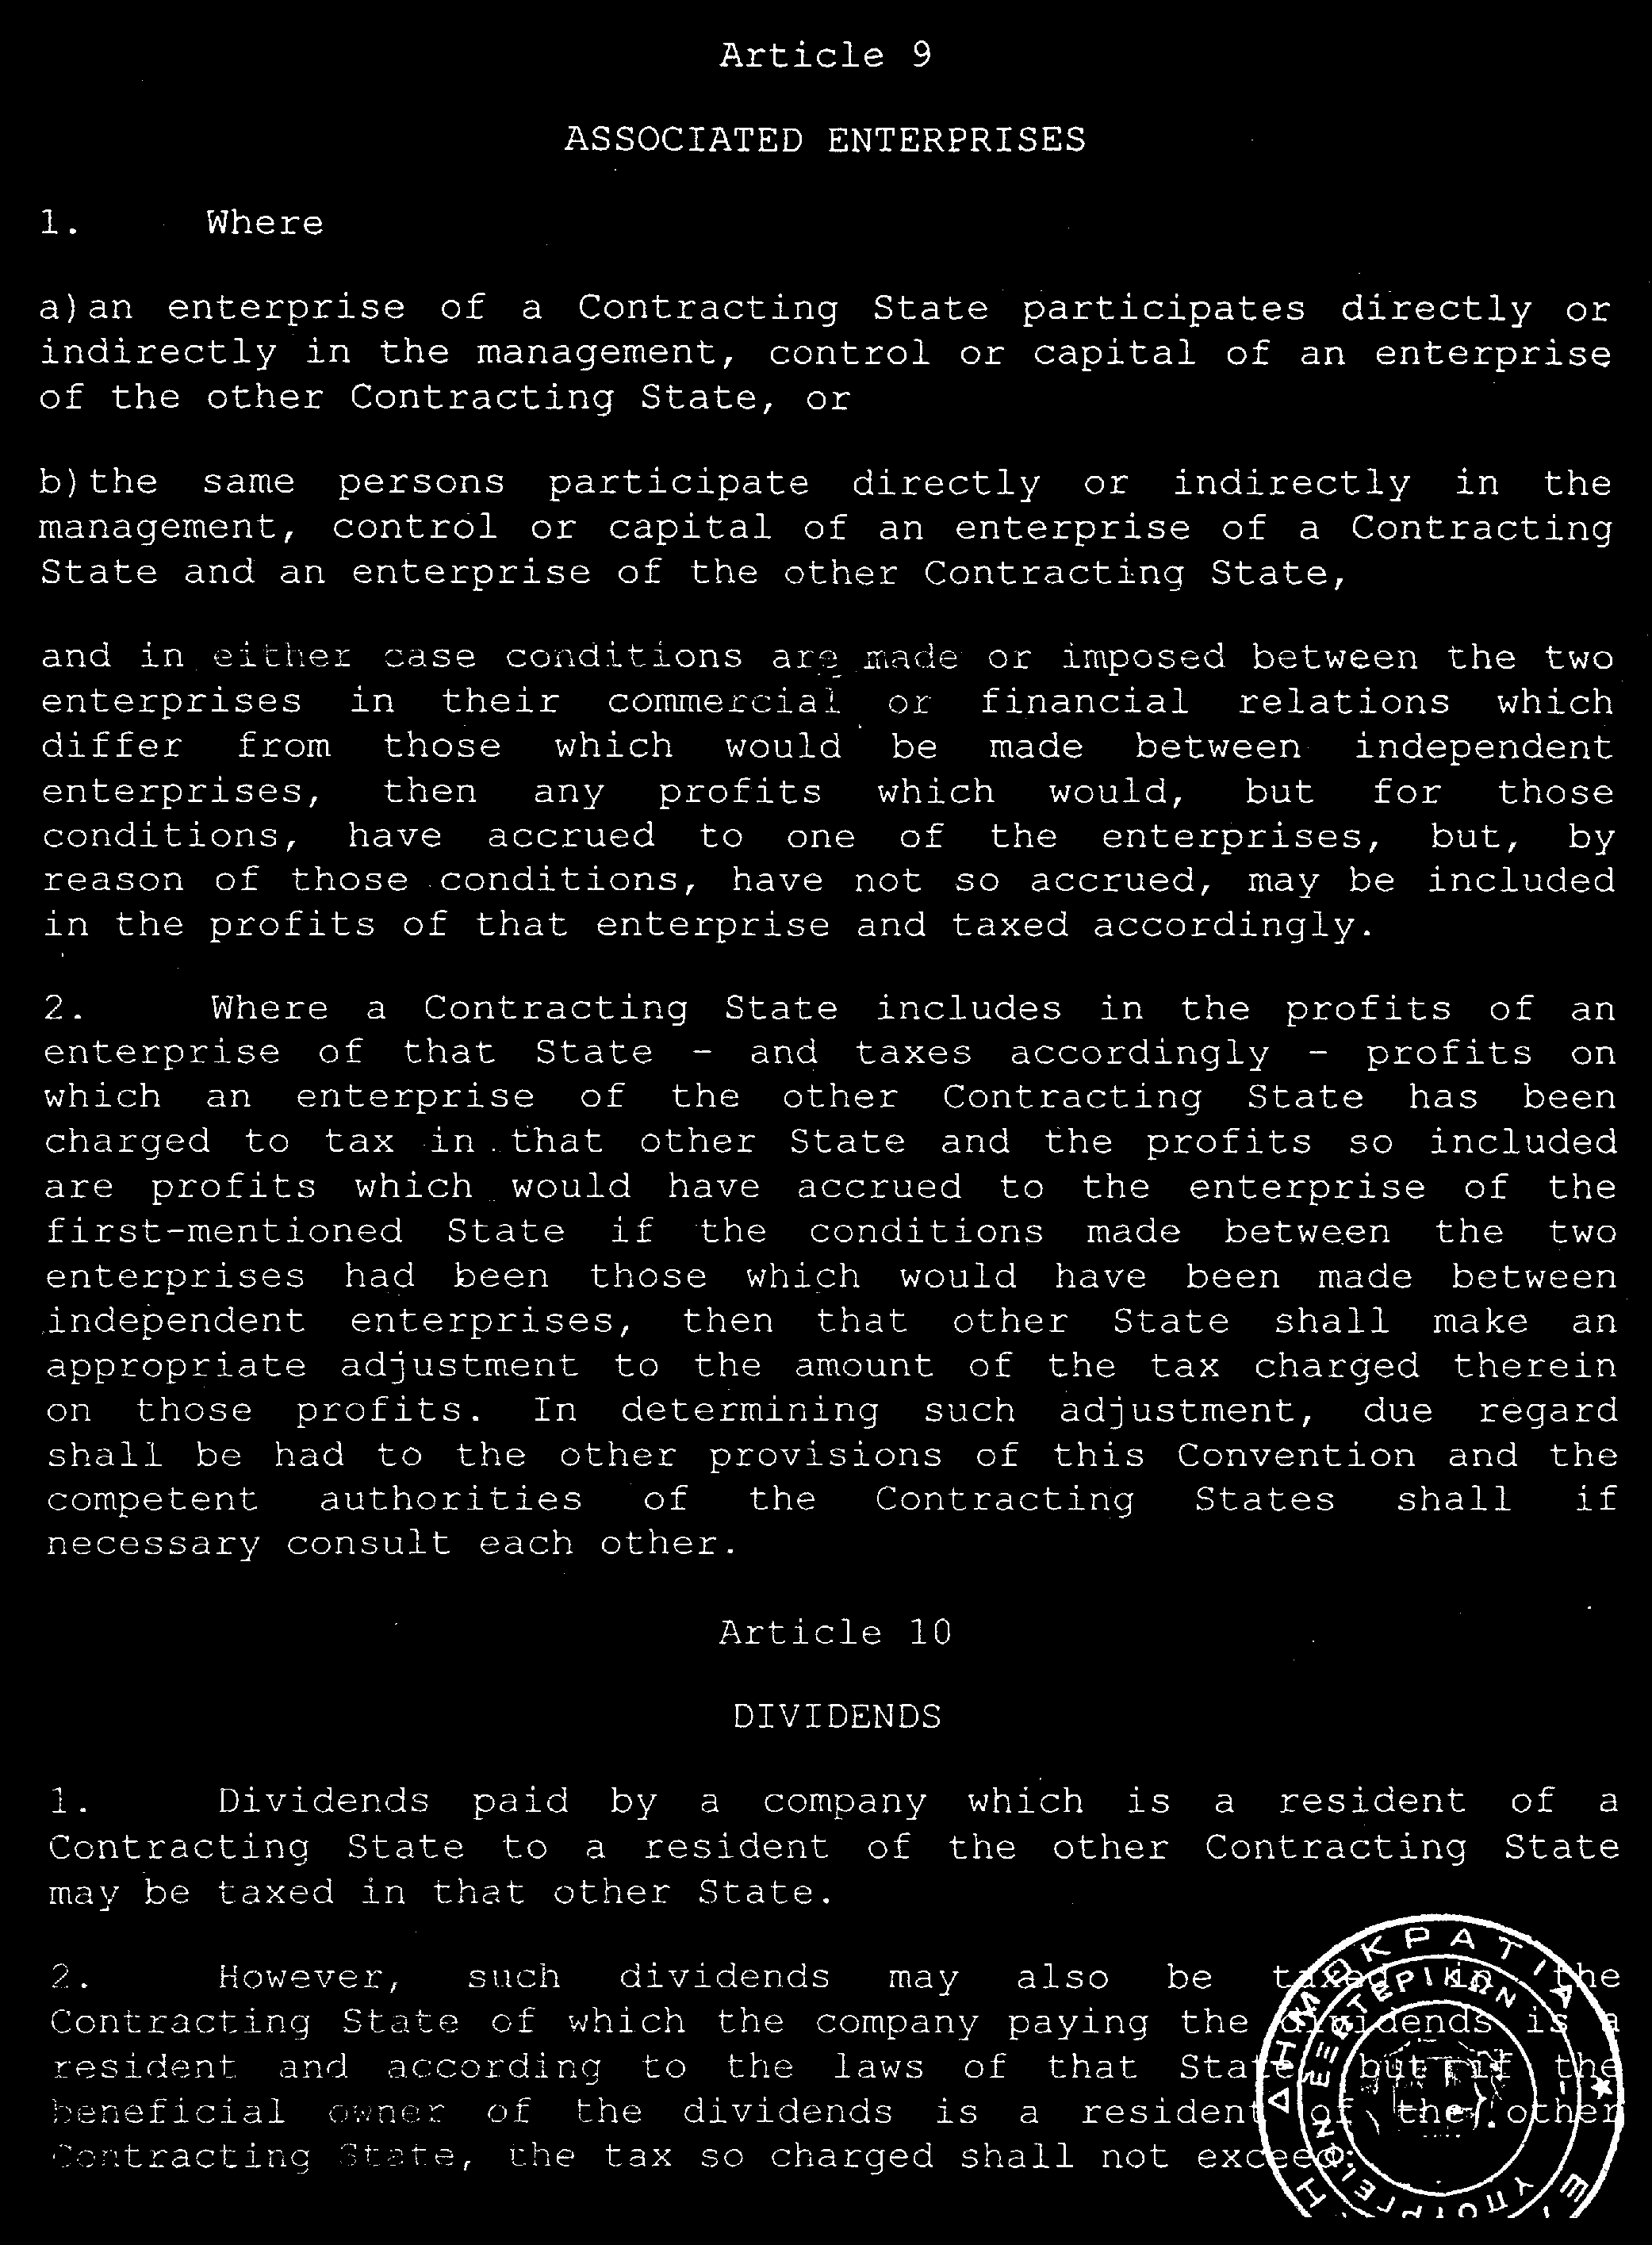 Article 9
ASSOCIATED ENTERPRISES
1. Where
a) an enterprise of a Contracting State participates directly or
indirectly in the management, control or capital of an enterprise
of the other Contracting State, or
b) the same persons participate directly or indirectly in the
management, control or capital of an enterprise of a Contracting
State and an enterprise of the other Contracting State,
and in either case conditions are made or imposed between the two
enterprises in their commercial or financial relations which
differ from those which would be made between independent
enterprises, then any profits which would, but for those
conditions, have accrued to one of the enterprises, but, by
reason of those conditions, have not so accrued, may be included
in the profits of that enterprise and taxed accordingly.
2. Where a Contracting State includes in the profits of an
enterprise of that State - and taxes accordingly - profits on
which an enterprise of the other Contracting State has been
charged to tax in that other State and the profits so included
are profits which would have accrued to the enterprise of the
first-mentioned State if the conditions made between the two
enterprises had been those which would have been made between
independent enterprises, then that other State shall make an
appropriate adjustment to the amount of the tax charged therein
on those profits. In determining such adjustment, due regard
shall be had to the other provisions of this Convention and the
competent authorities of the Contracting States shall if
necessary consult each other.
Article 10
DIVIDENDS
1. Dividends paid by a company which is a resident of a
Contracting State to a resident of the other Contracting State
may be taxed in that other State.
2. However, such dividends may also be taxed in the
Contracting State of which the company paying the dividends is a
resident and according to the laws of that State, but if the
beneficial owner of the dividends is a resident of the other
Contracting State, the tax so charged shall not exceed:
ΔΗΜΟΚΡΑΤΙΑ